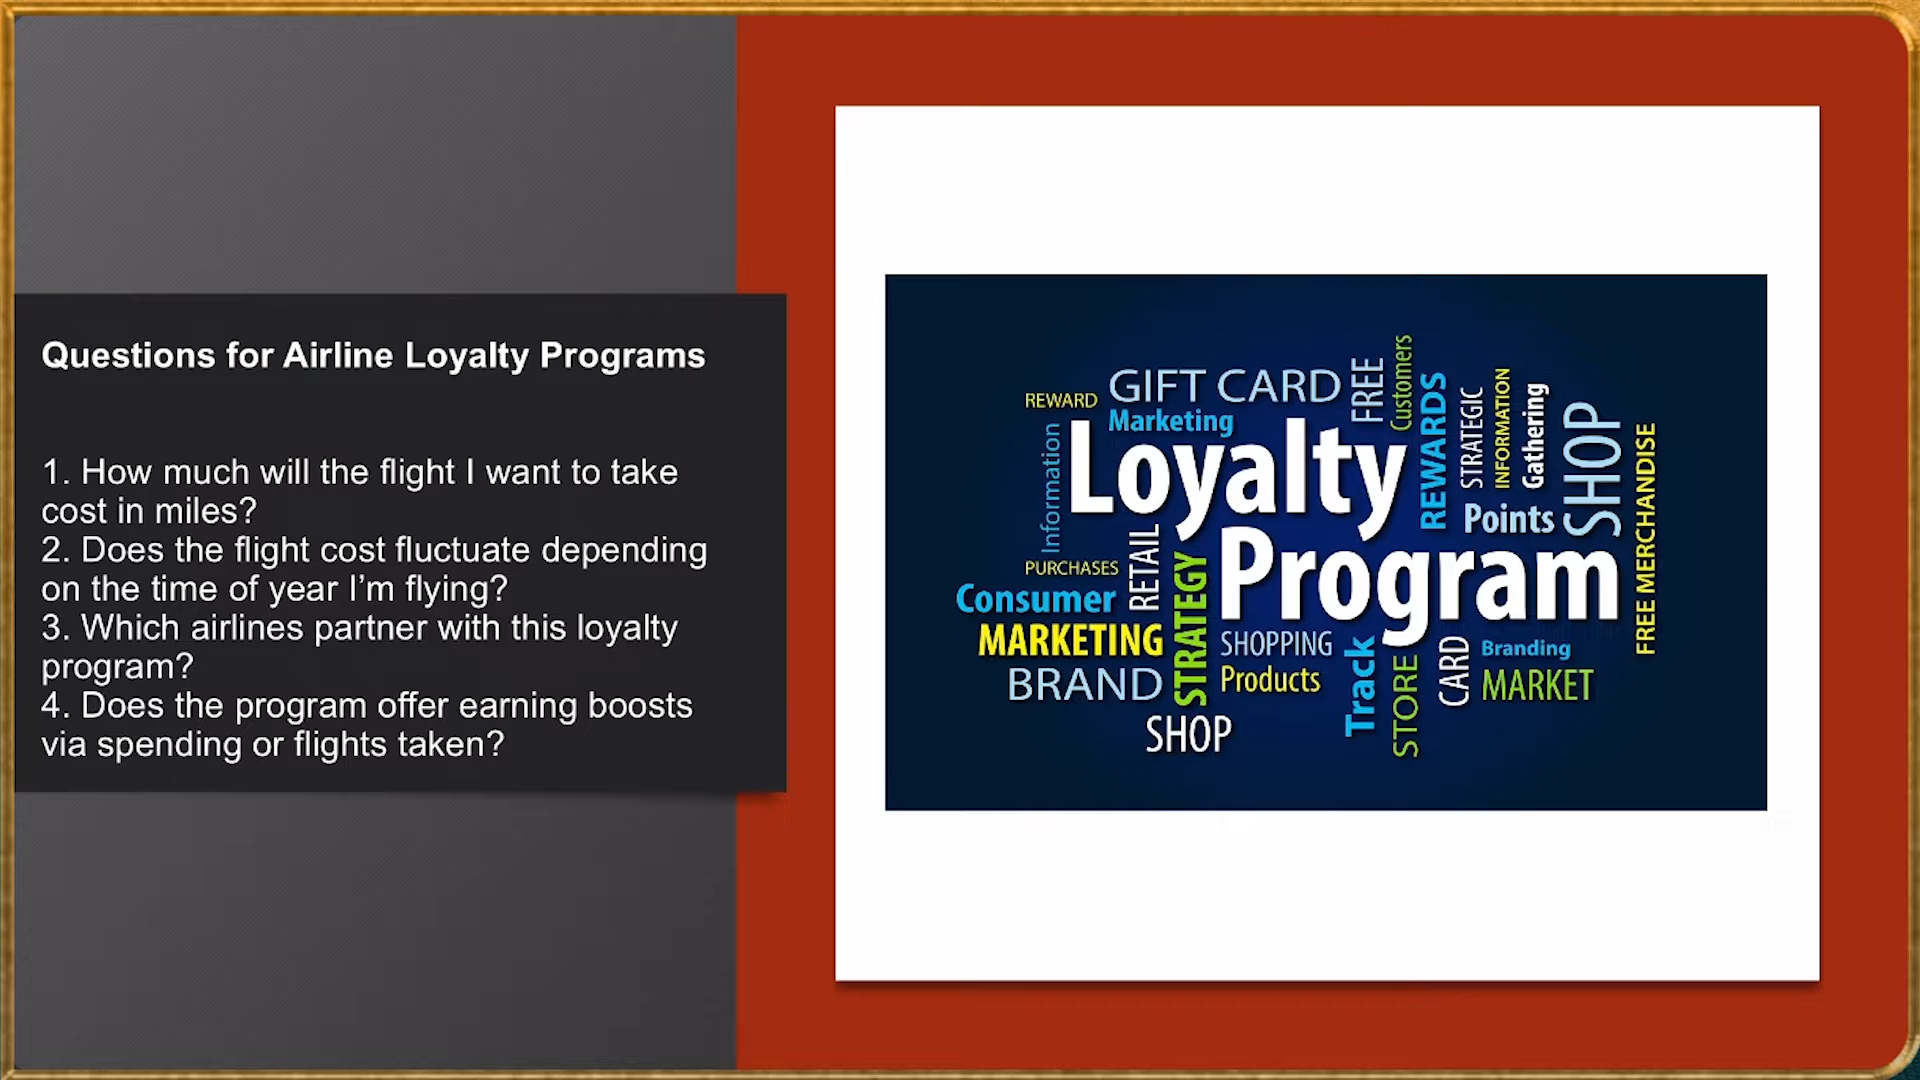 Questions for Airline Loyalty Programs
1. How much will the flight I want to take
cost in miles?
2. Does the flight cost fluctuate depending
on the time of year I’m flying?
3. Which airlines partner with this loyalty
program?
4. Does the program offer earning boosts
via spending or flights taken?
REWARD
GIFT CARD
FREE
Customers
Marketing
REWARDS
STRATEGIC
INFORMATION
Gathering
SHOP
FREE MERCHANDISE
Information
Loyalty
Points
PURCHASES
RETAIL
STRATEGY
Program
Consumer
MARKETING
SHOPPING
Track
STORE
CARD
Branding
BRAND
Products
MARKET
SHOP